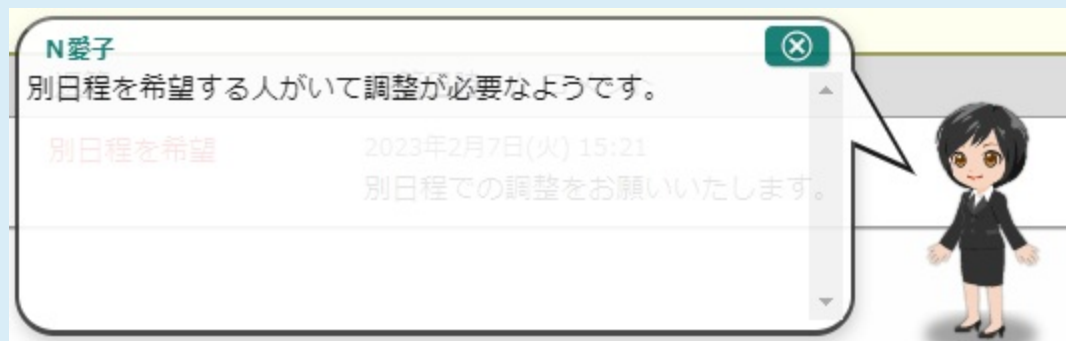 N愛子
別日程を希望する人がいて調整が必要なようです。
別日程を希望
2023年2月7日(火) 15:21
別日程での調整をお願いいたします。